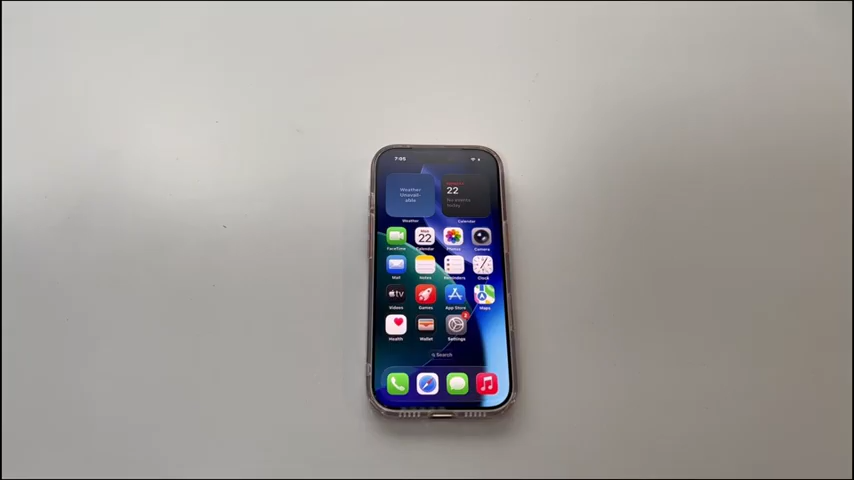 7:05
Weather
Unavail-
able
22
No events
today
Weather
Calendar
22
FaceTime
Calendar
Photos
Camera
Mail
Notes
Reminders
Clock
tv
Videos
Games
App Store
Maps
3
Health
Wallet
Settings
Search